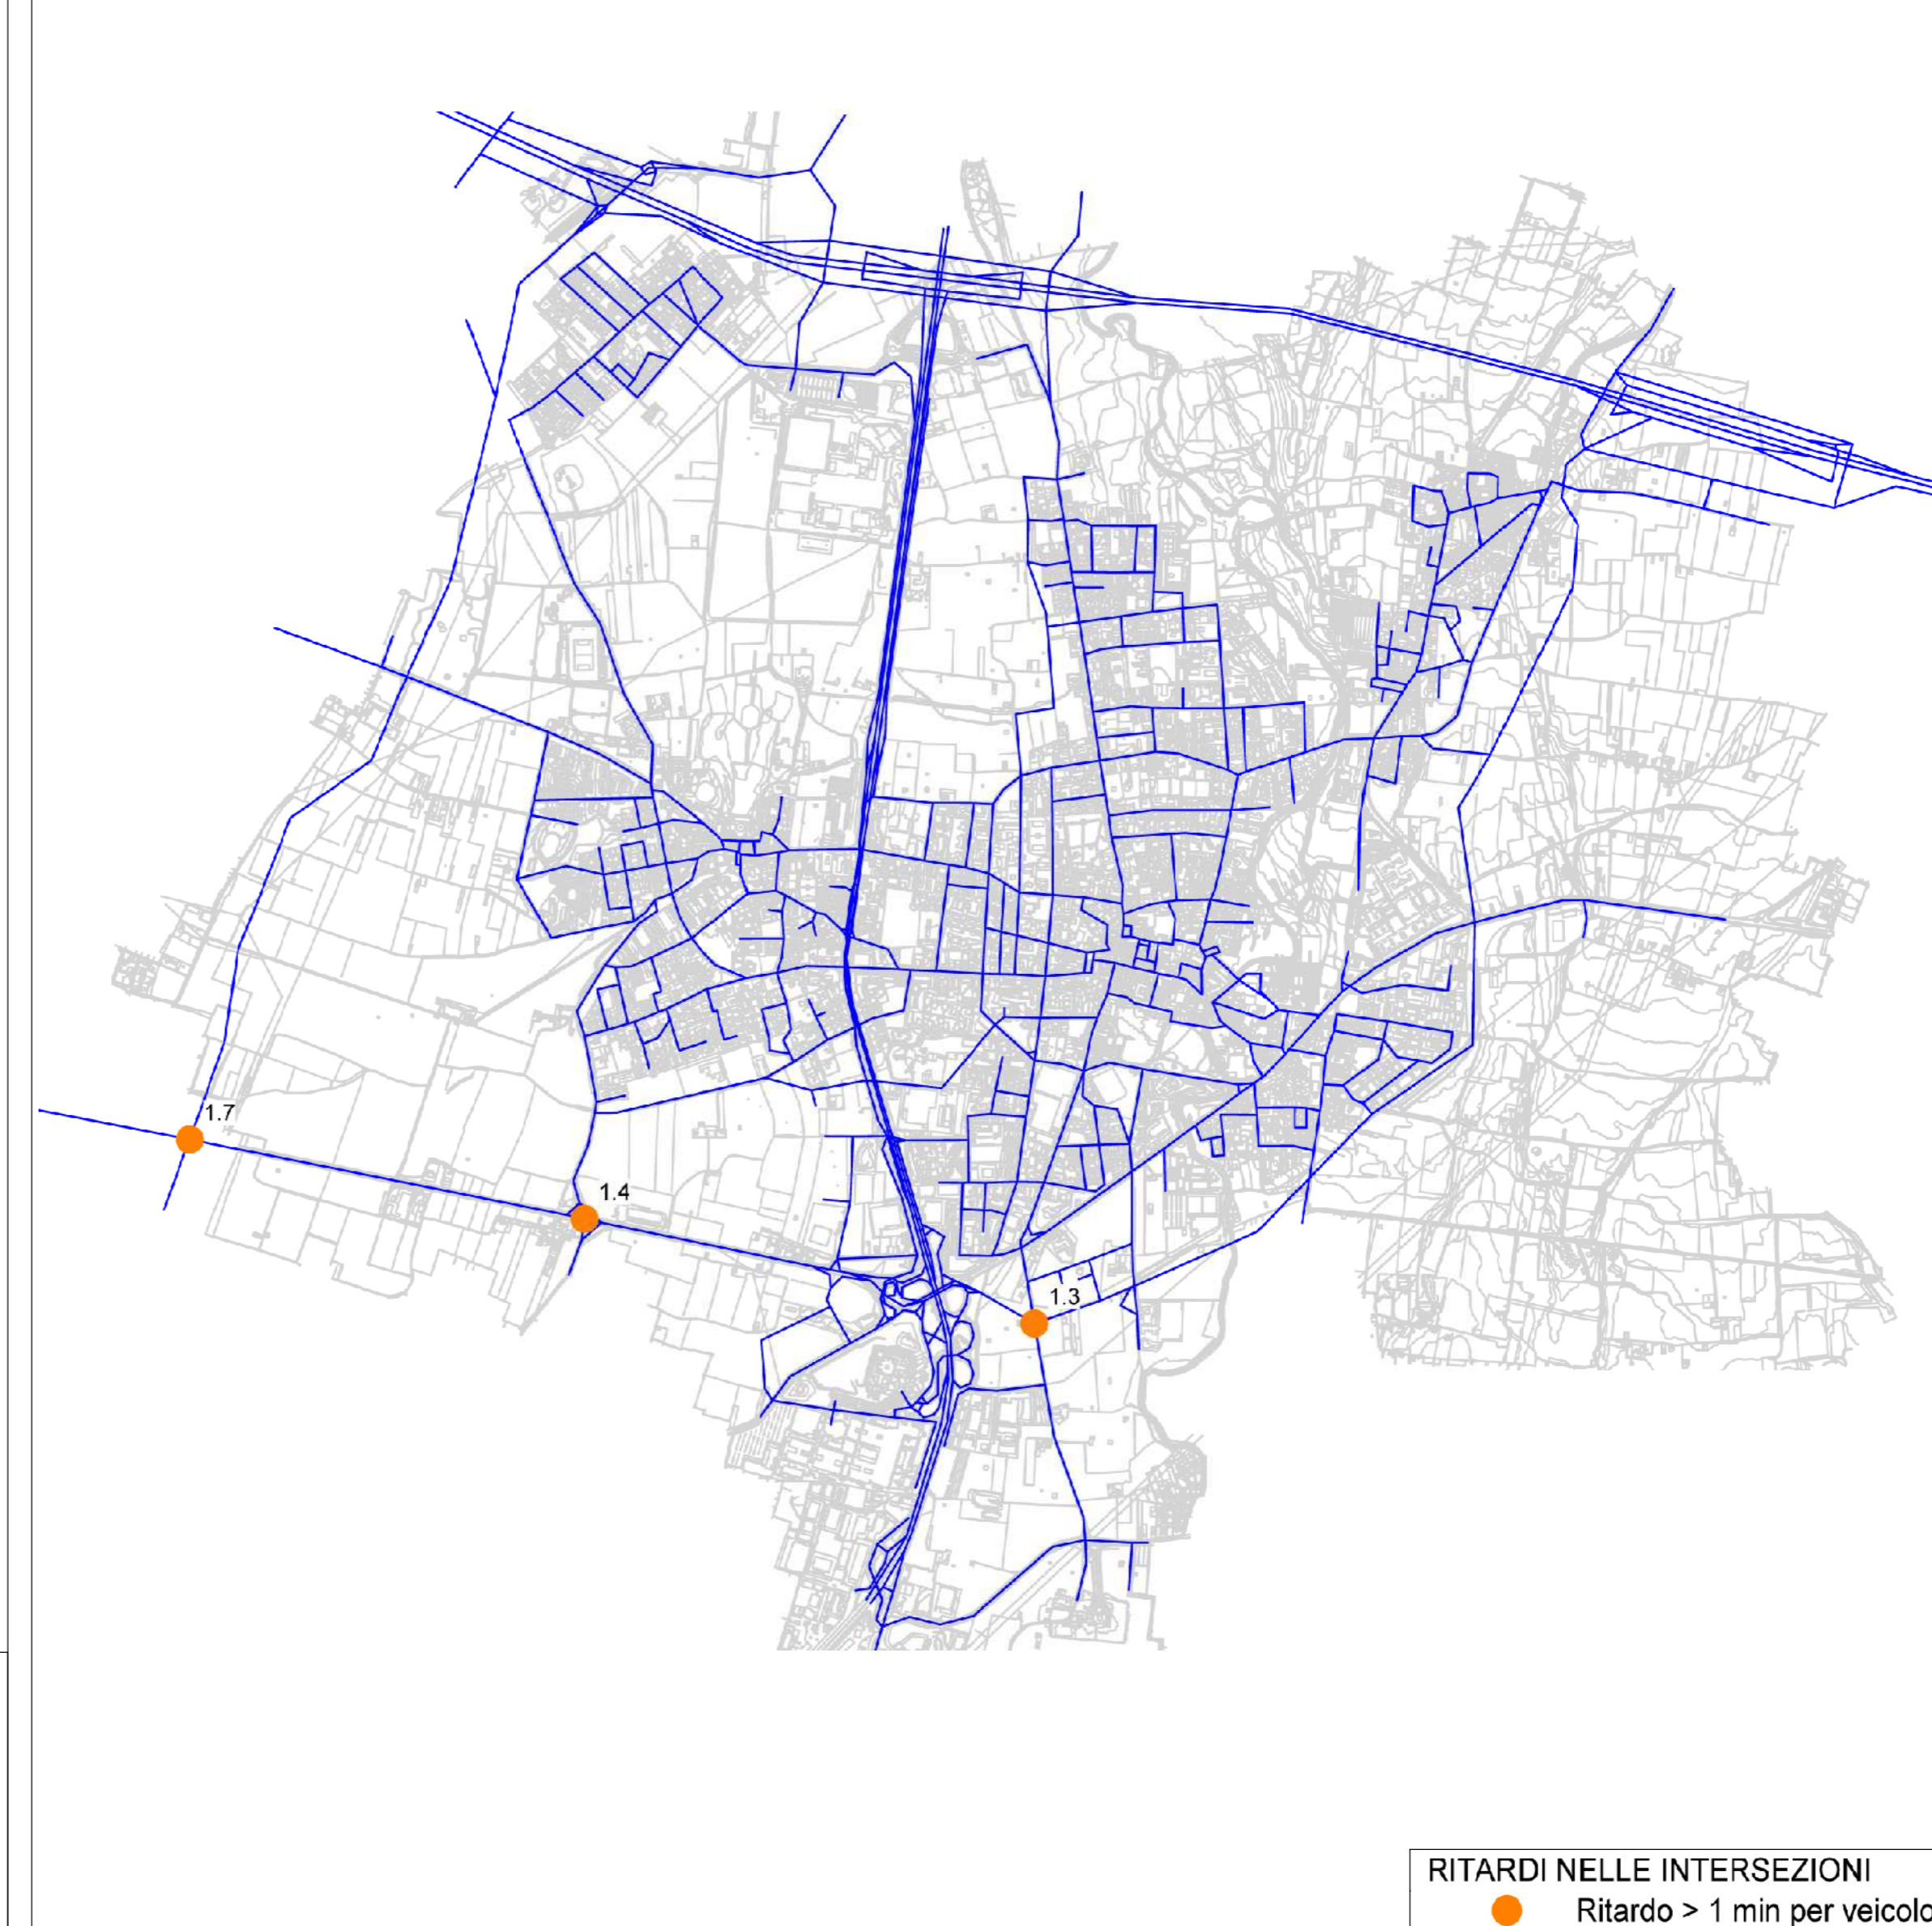 1.7
1.4
1.3
RITARDI NELLE INTERSEZIONI
Ritardo > 1 min per veicolo